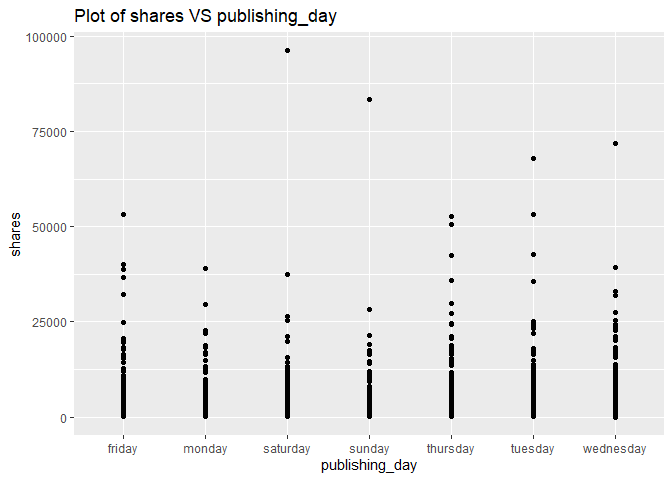 Plot of shares VS publishing_day
100000
75000
50000
25000
0
shares
friday monday saturday sunday thursday tuesday wednesday
publishing_day